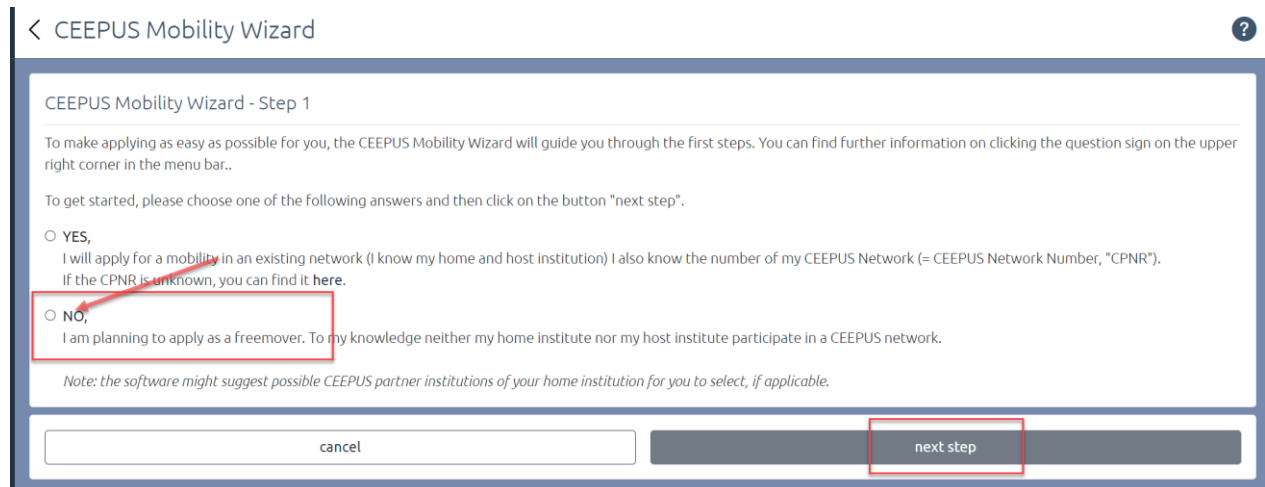 CEEPUS Mobility Wizard
?
CEEPUS Mobility Wizard - Step 1
To make applying as easy as possible for you, the CEEPUS Mobility Wizard will guide you through the first steps. You can find further information on clicking the question sign on the upper
right corner in the menu bar..
To get started, please choose one of the following answers and then click on the button "next step".
YES,
I will apply for a mobility in an existing network (I know my home and host institution) I also know the number of my CEEPUS Network (= CEEPUS Network Number, "CPNR").
If the CPNR is unknown, you can find it here.
NO,
I am planning to apply as a freemover. To my knowledge neither my home institute nor my host institute participate in a CEEPUS network.
Note: the software might suggest possible CEEPUS partner institutions of your home institution for you to select, if applicable.
cancel
next step